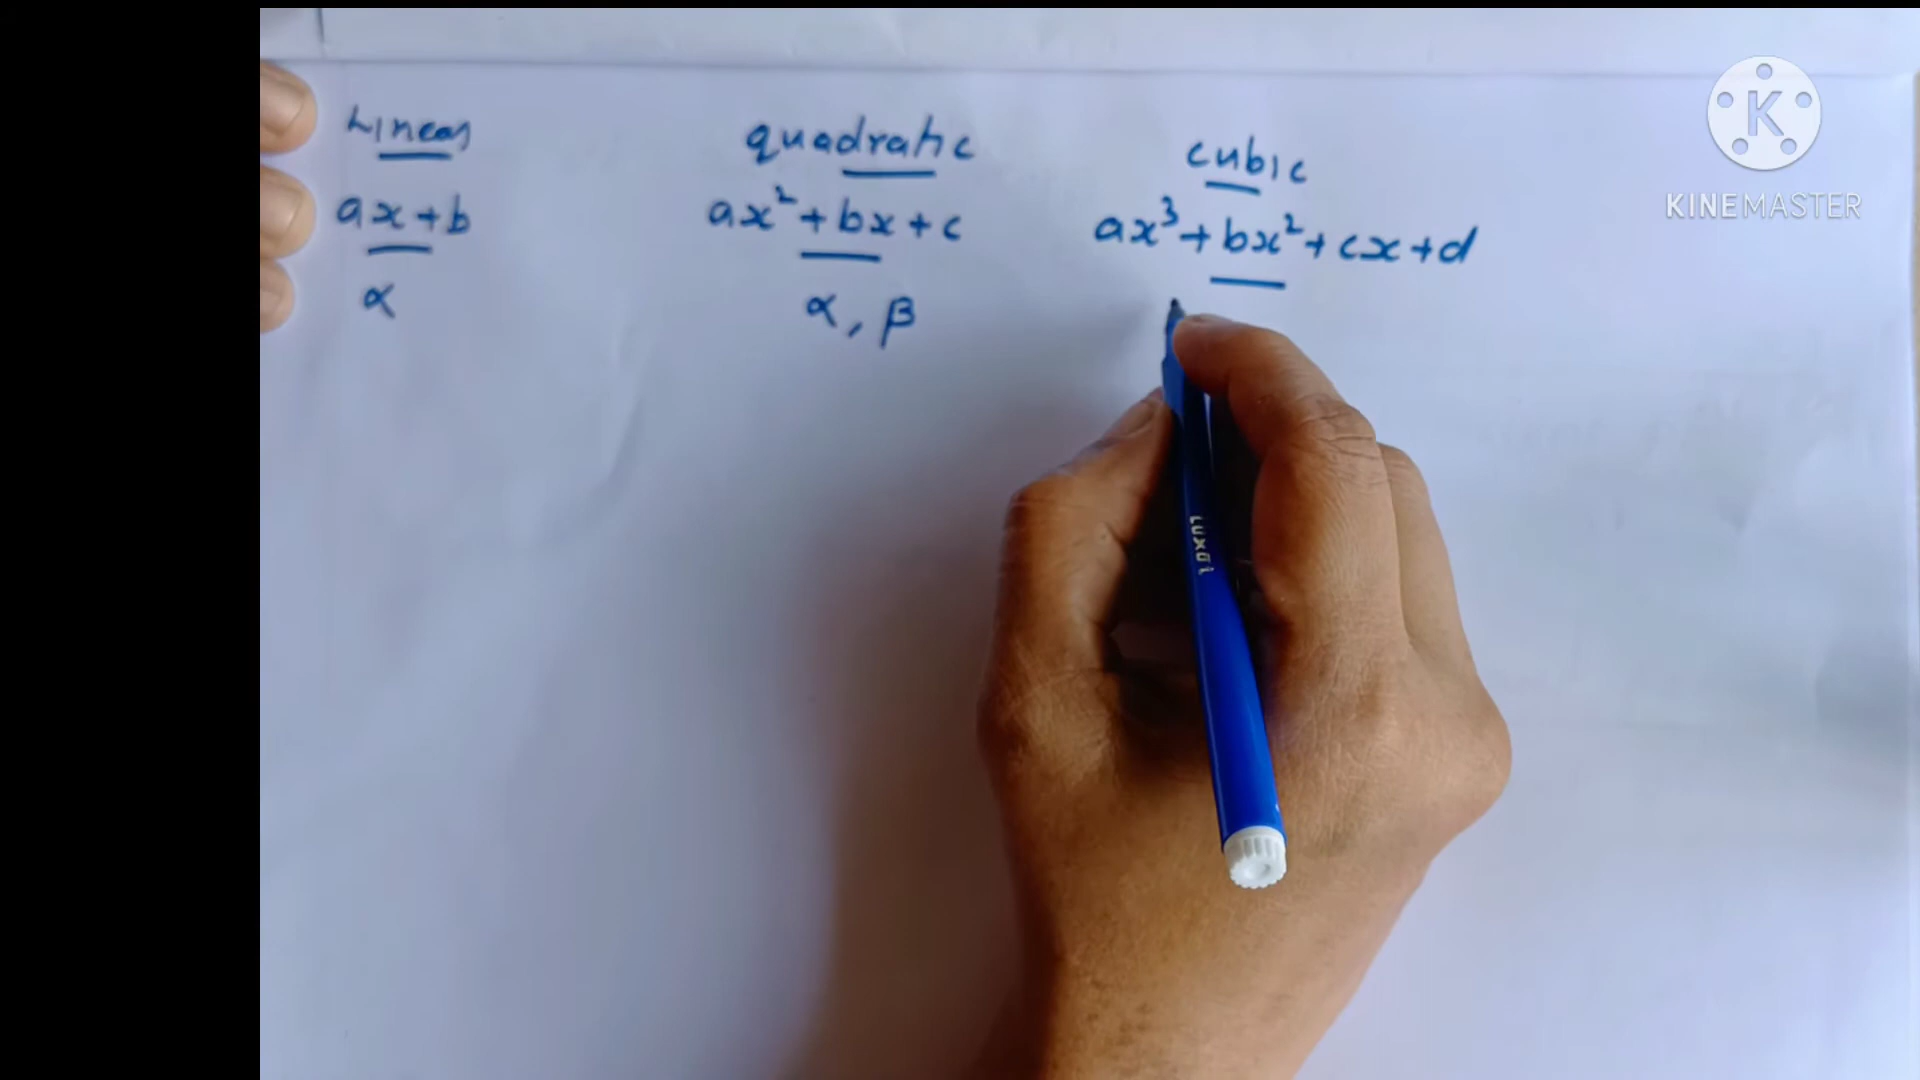 Linear
quadratic
cubic
ax+b
ax²+bx+c
ax³+bx²+cx+d
α
α, β
Luxor
K
KINEMASTER